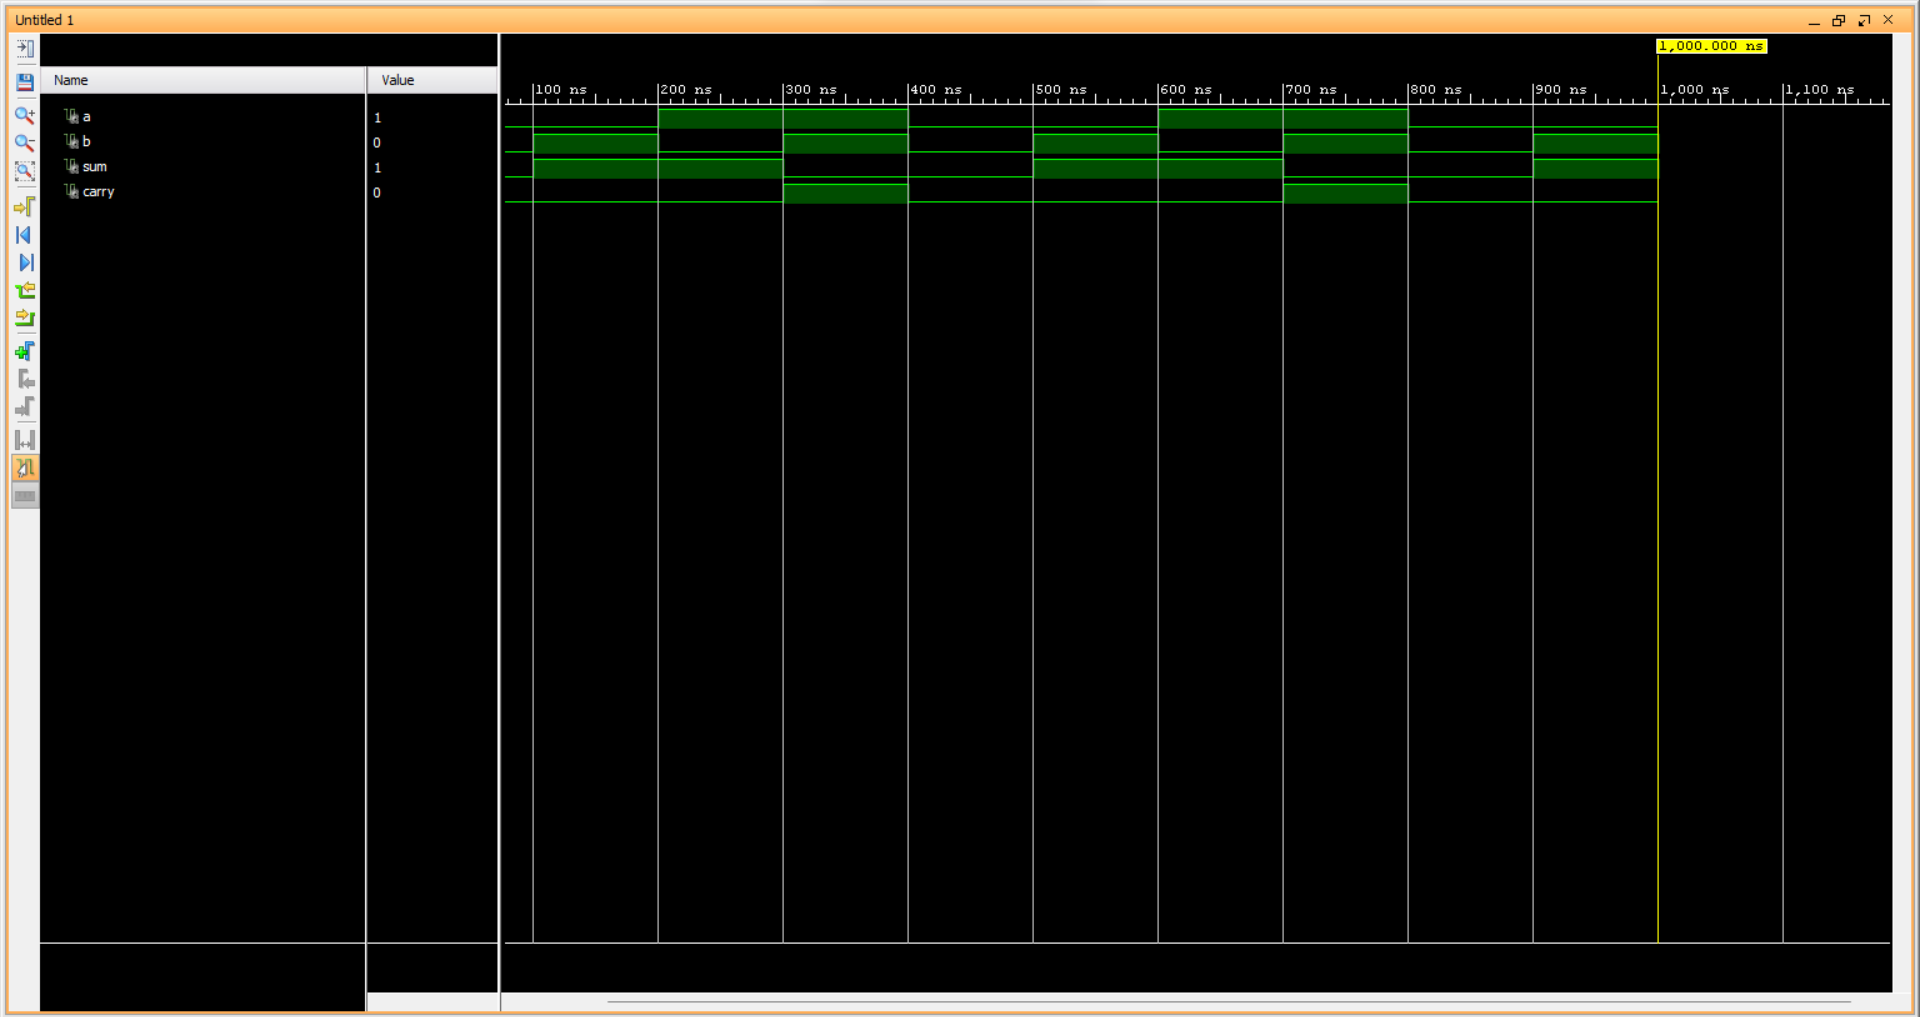 Untitled 1
1,000.000 ns
Name Value
100 ns 200 ns 300 ns 400 ns 500 ns 600 ns 700 ns 800 ns 900 ns 1,000 ns 1,100 ns
a 1
b 0
sum 1
carry 0